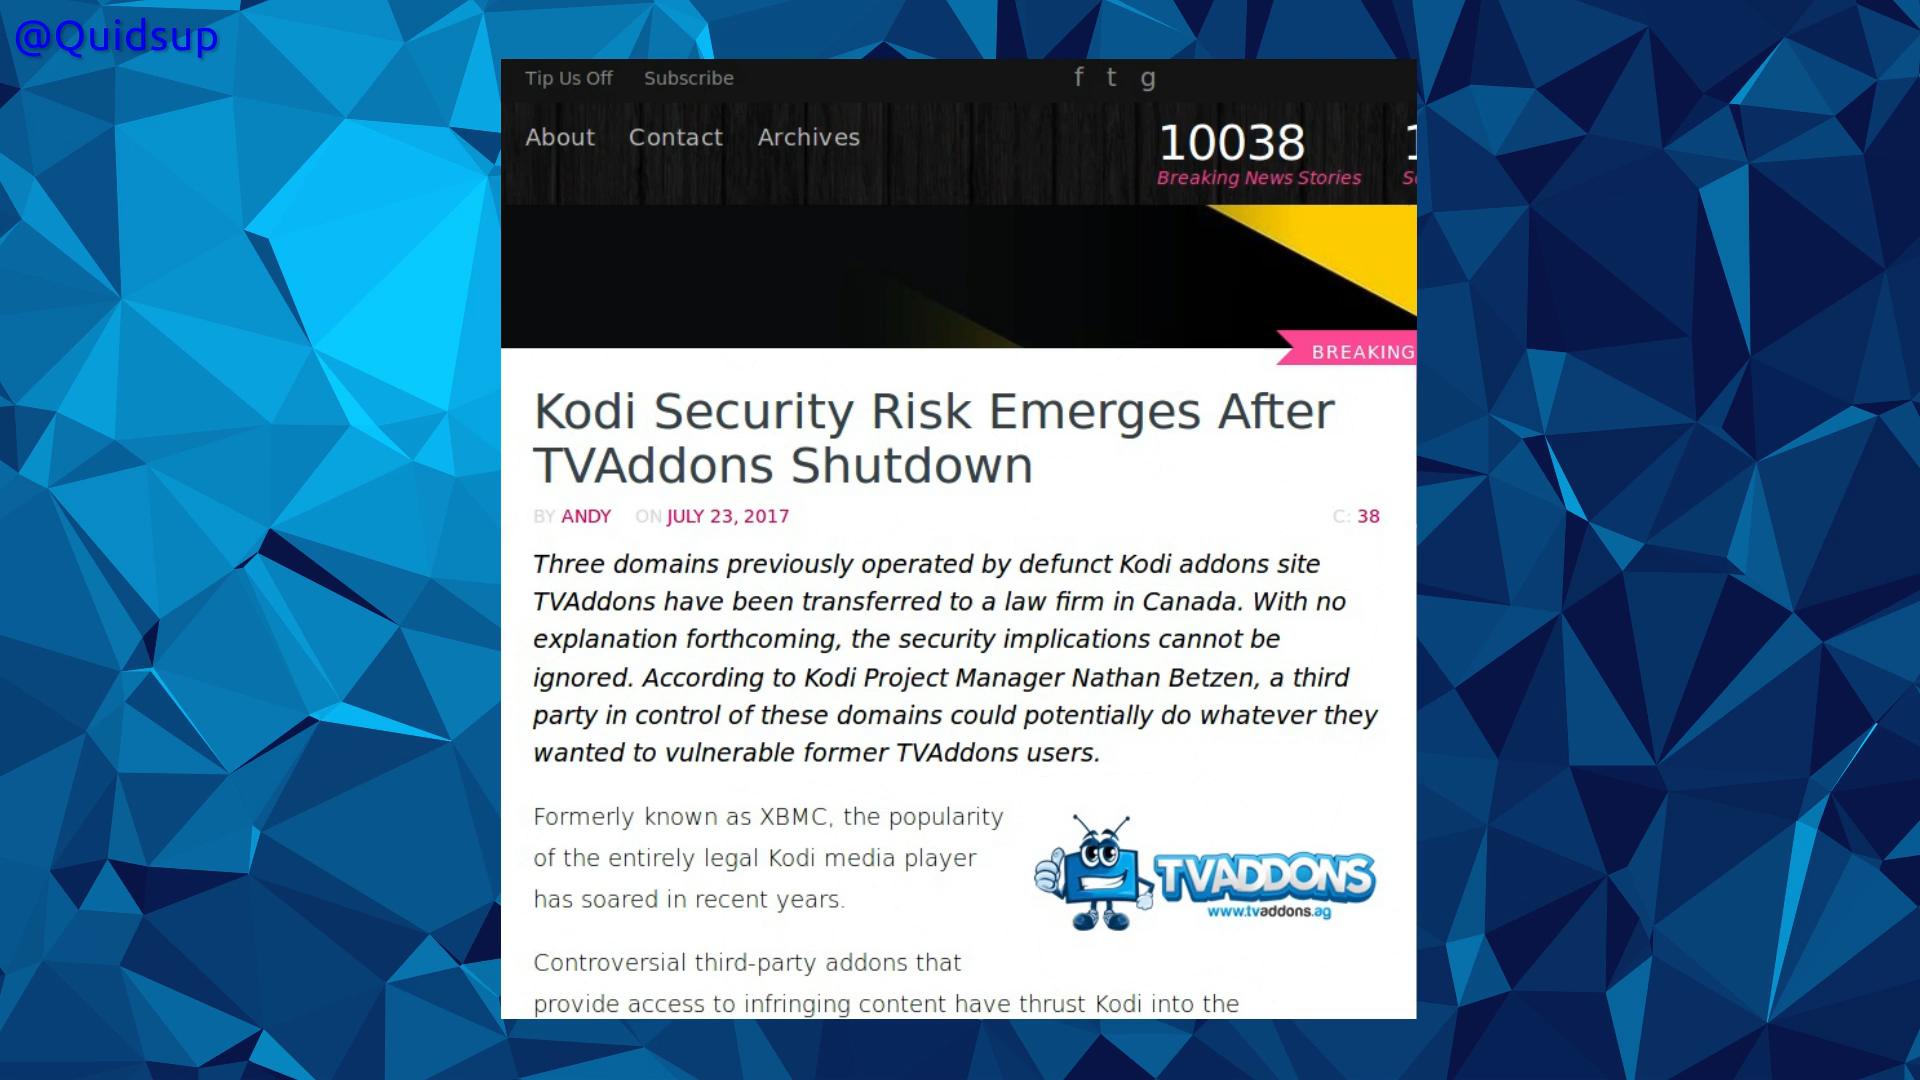 @Quidsup
Tip Us Off Subscribe f t g
About Contact Archives
10038
Breaking News Stories
BREAKING
Kodi Security Risk Emerges After
TVAddons Shutdown
BY ANDY ON JULY 23, 2017 C: 38
Three domains previously operated by defunct Kodi addons site
TVAddons have been transferred to a law firm in Canada. With no
explanation forthcoming, the security implications cannot be
ignored. According to Kodi Project Manager Nathan Betzen, a third
party in control of these domains could potentially do whatever they
wanted to vulnerable former TVAddons users.
Formerly known as XBMC, the popularity
of the entirely legal Kodi media player
has soared in recent years.
TVADDONS
www.tvaddons.ag
Controversial third-party addons that
provide access to infringing content have thrust Kodi into the